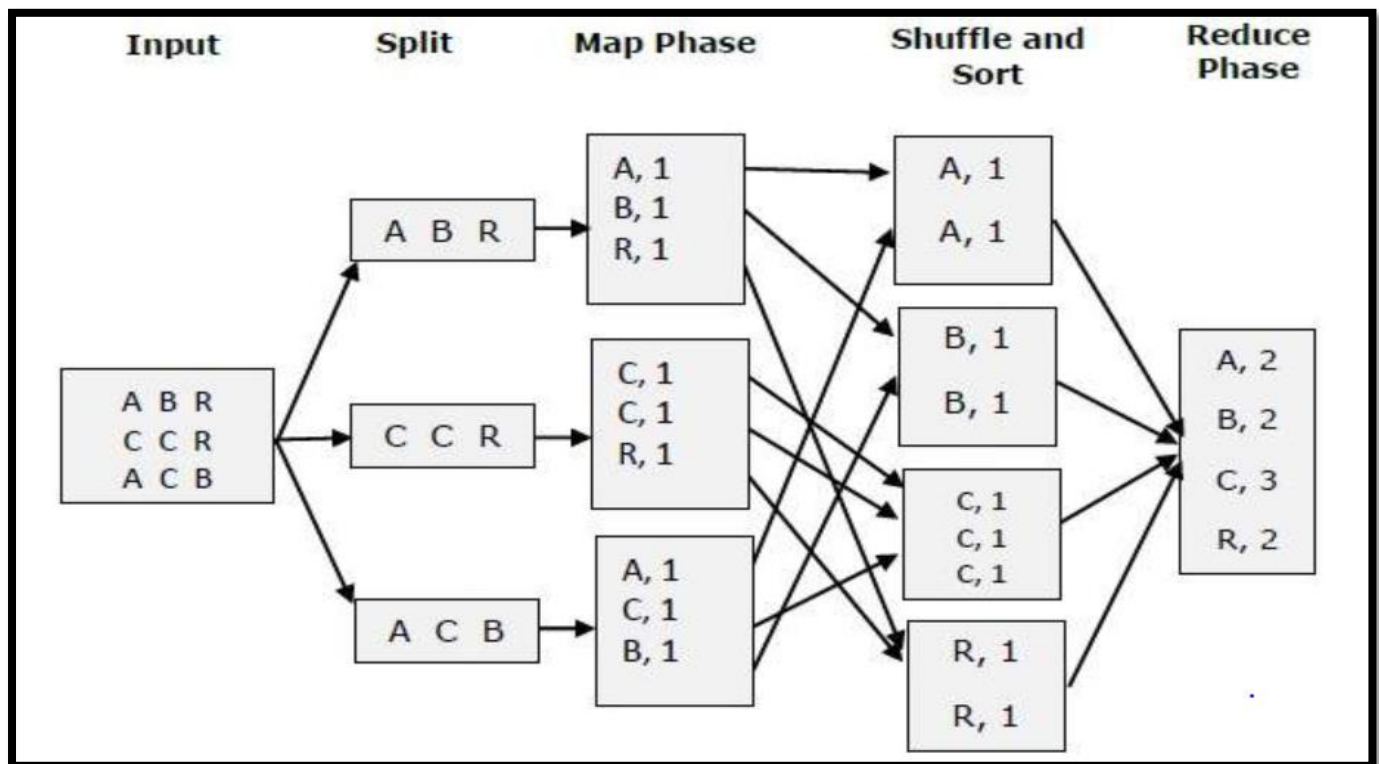 Input
Split
Map Phase
Shuffle and
Sort
Reduce
Phase
A B R
C C R
A C B
A B R
C C R
A C B
A, 1
B, 1
R, 1
C, 1
C, 1
R, 1
A, 1
C, 1
B, 1
A, 1
A, 1
B, 1
B, 1
C, 1
C, 1
C, 1
R, 1
R, 1
A, 2
B, 2
C, 3
R, 2